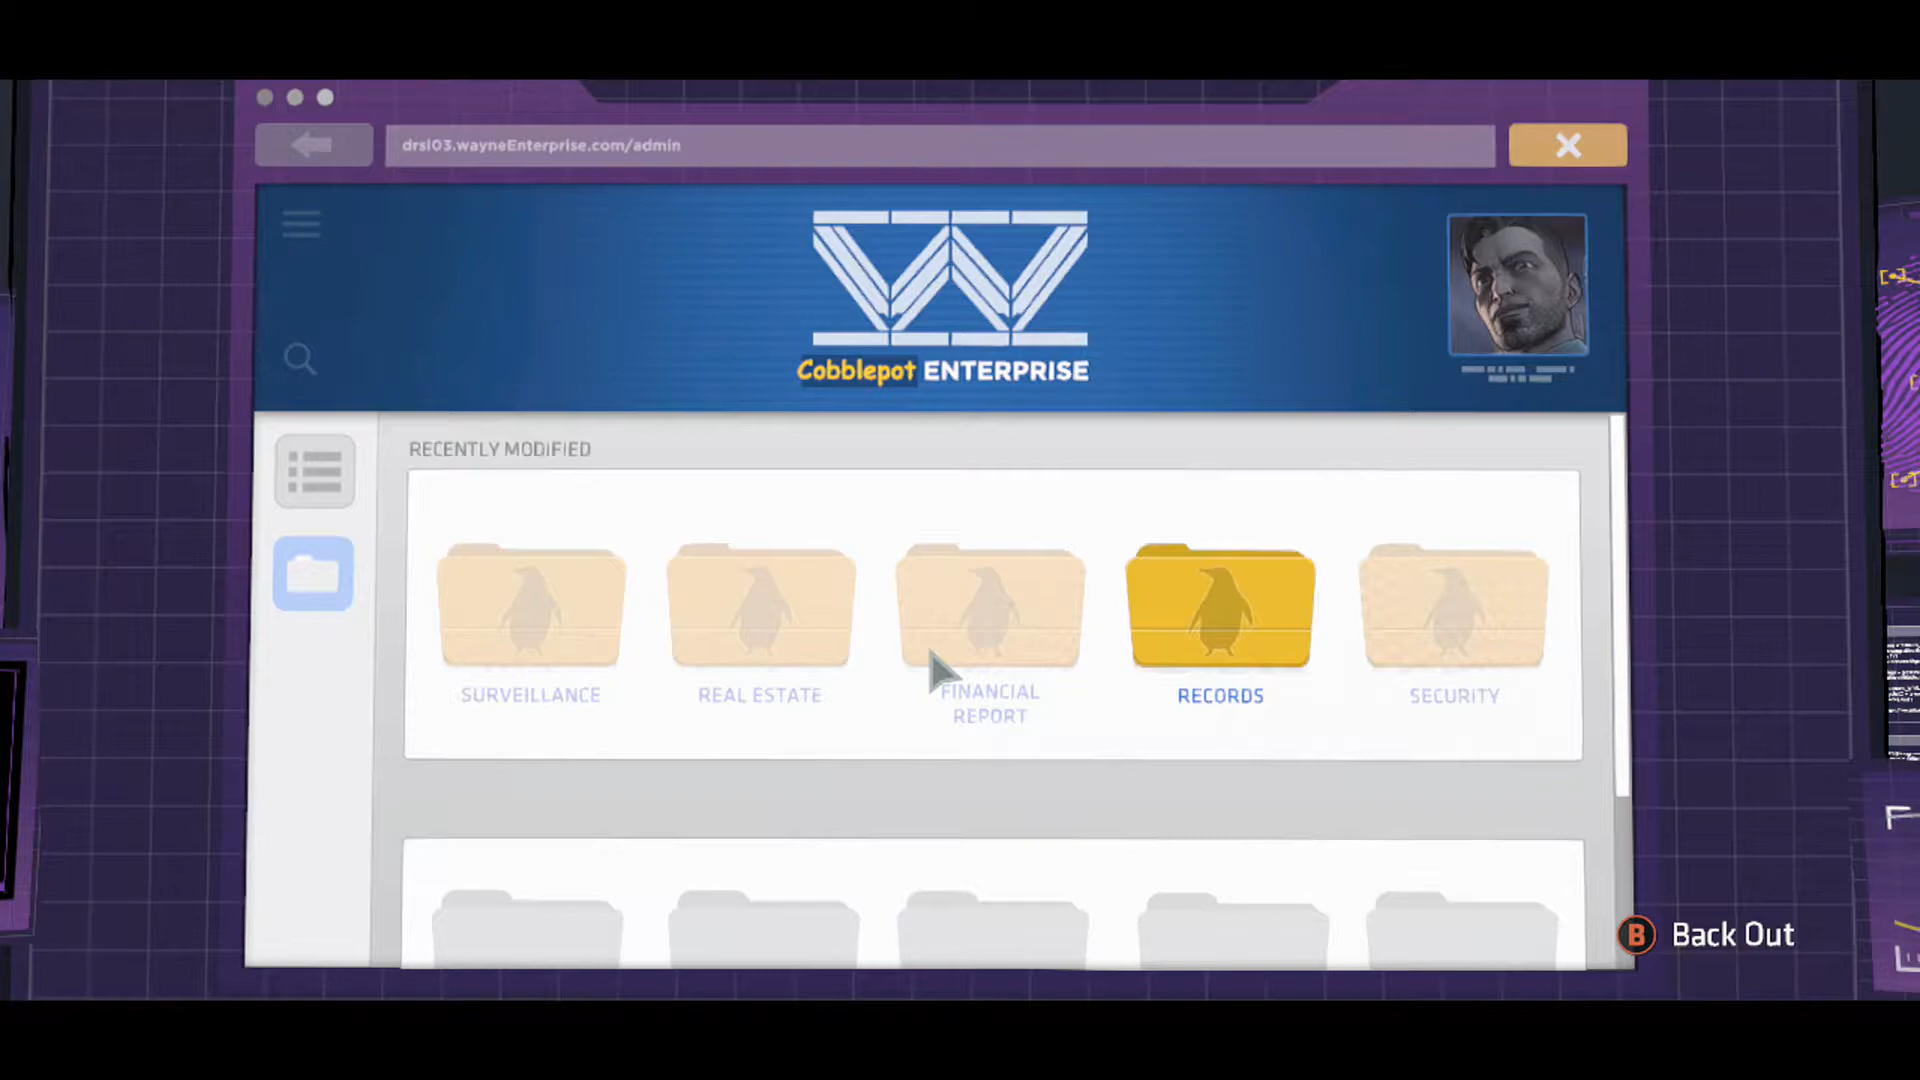 drsl03.wayneEnterprise.com/admin
Cobblepot ENTERPRISE
RECENTLY MODIFIED
SURVEILLANCE
REAL ESTATE
FINANCIAL
REPORT
RECORDS
SECURITY
B Back Out